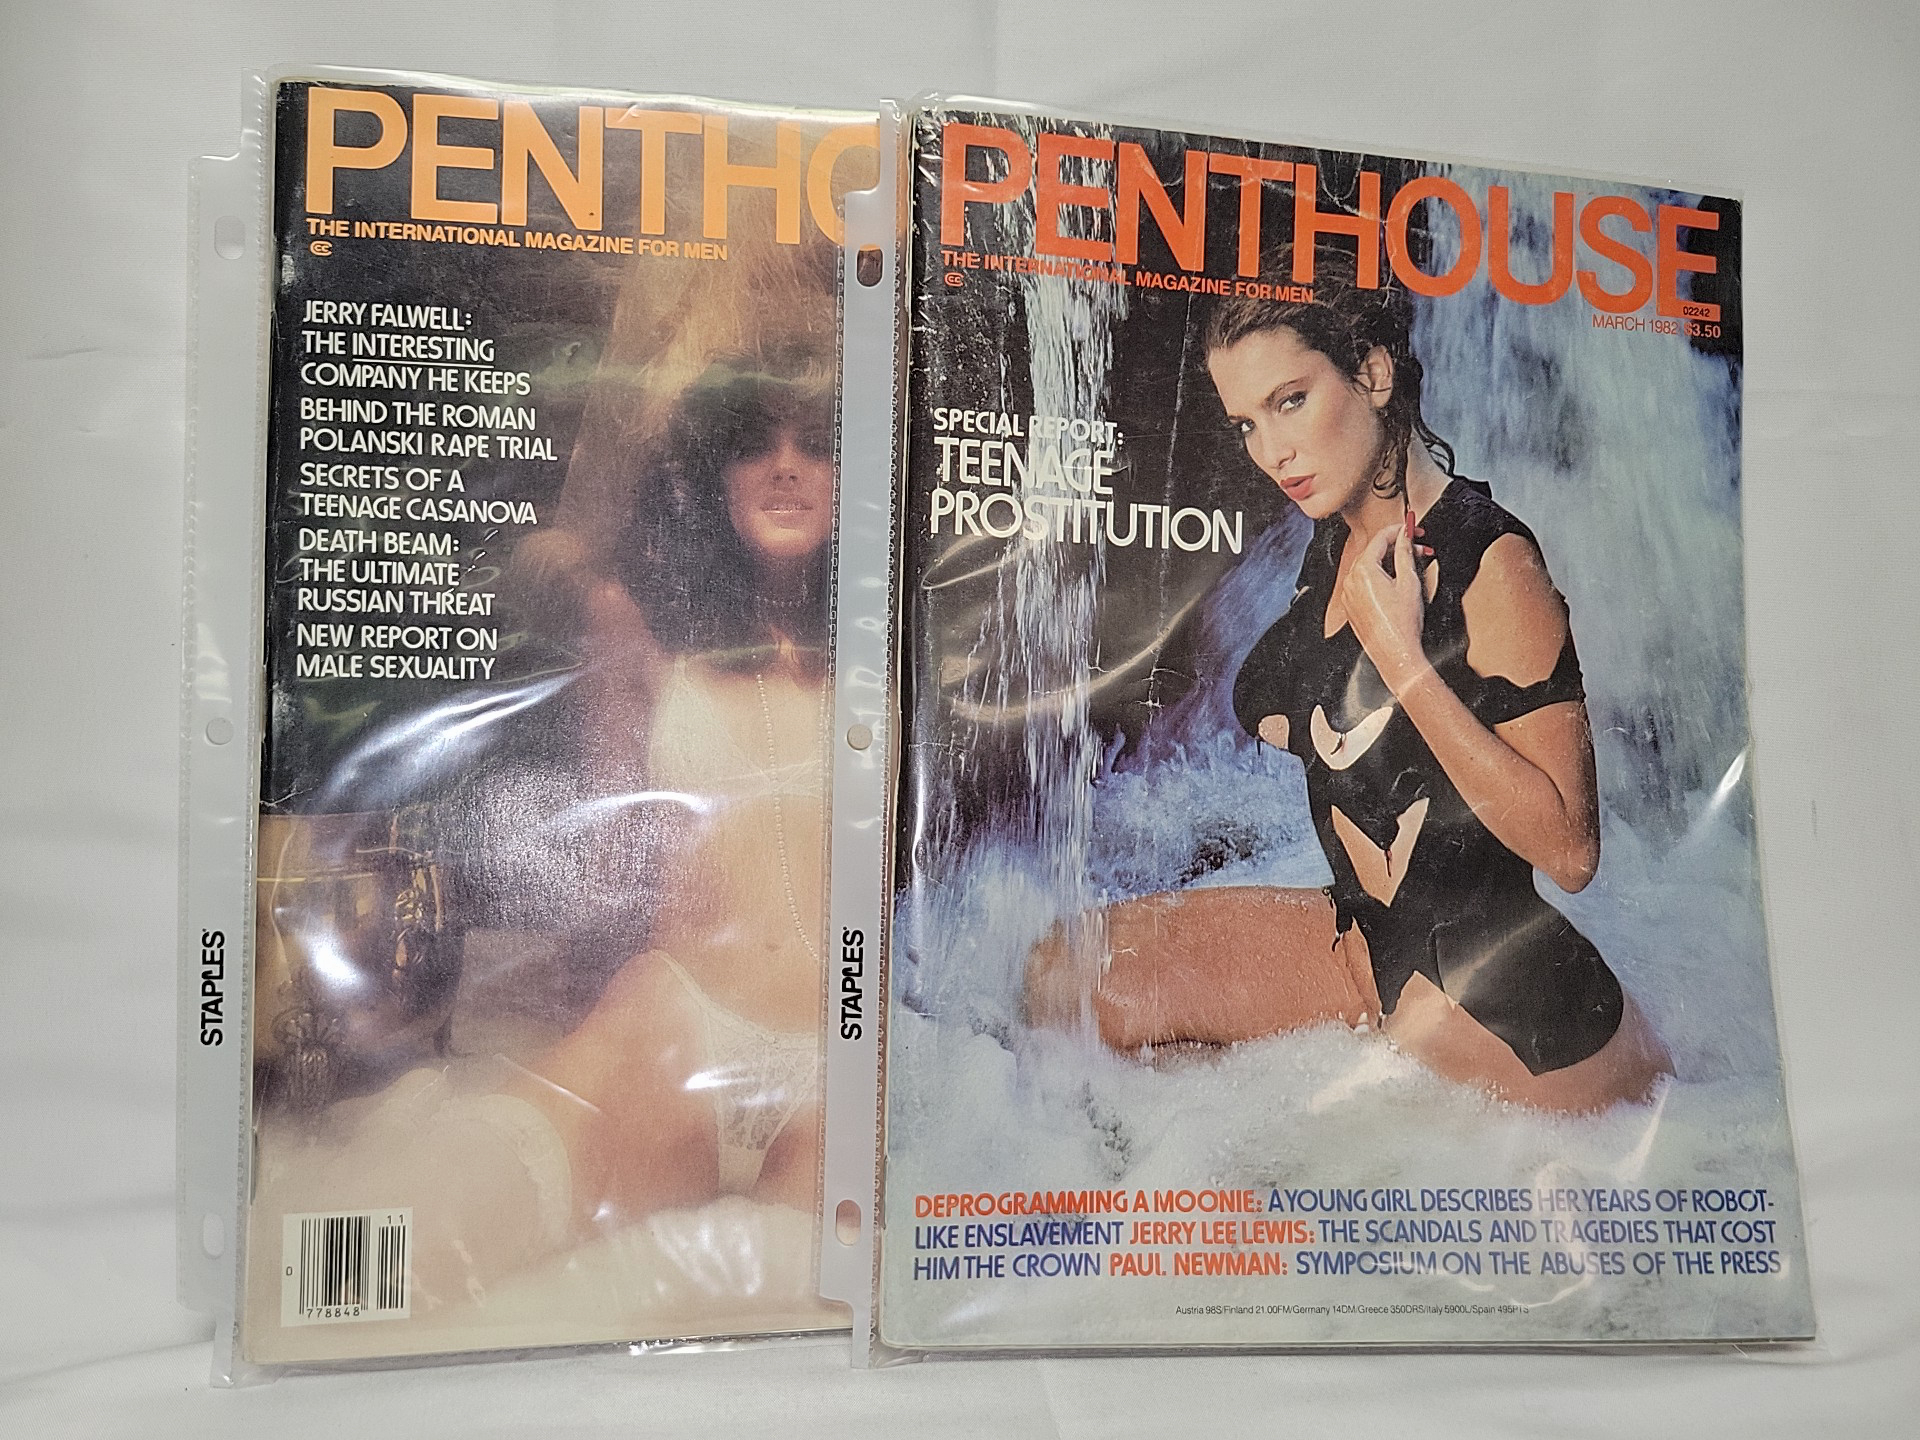 PENTHO
THE INTERNATIONAL MAGAZINE FOR MEN
JERRY FALWELL:
THE INTERESTING
COMPANY HE KEEPS
BEHIND THE ROMAN
POLANSKI RAPE TRIAL
SECRETS OF A
TEENAGE CASANOVA
DEATH BEAM:
THE ULTIMATE
RUSSIAN THREAT
NEW REPORT ON
MALE SEXUALITY
STAPLES
11
0
778848
STAPLES
PENTHOUSE
THE INTERNATIONAL MAGAZINE FOR MEN
02242
MARCH 1982 $3.50
SPECIAL REPORT:
TEENAGE
PROSTITUTION
DEPROGRAMMING A MOONIE: A YOUNG GIRL DESCRIBES HER YEARS OF ROBOT-
LIKE ENSLAVEMENT JERRY LEE LEWIS: THE SCANDALS AND TRAGEDIES THAT COST
HIM THE CROWN PAUL NEWMAN: SYMPOSIUM ON THE ABUSES OF THE PRESS
Austria 98S/Finland 21.00FM/Germany 14DM/Greece 350DRS/Italy 5900L/Spain 495PTS